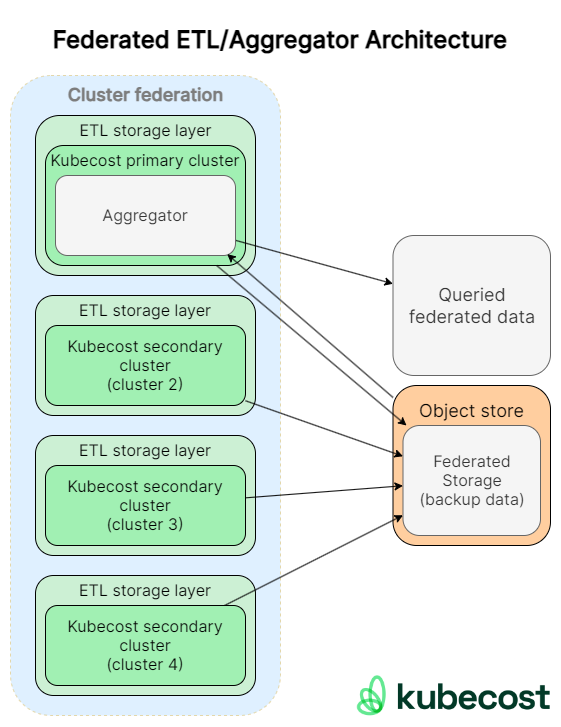 Federated ETL/Aggregator Architecture
Cluster federation
ETL storage layer
Kubecost primary cluster
Aggregator
ETL storage layer
Kubecost secondary
cluster
(cluster 2)
ETL storage layer
Kubecost secondary
cluster
(cluster 3)
ETL storage layer
Kubecost secondary
cluster
(cluster 4)
Queried
federated data
Object store
Federated
Storage
(backup data)
kubecost